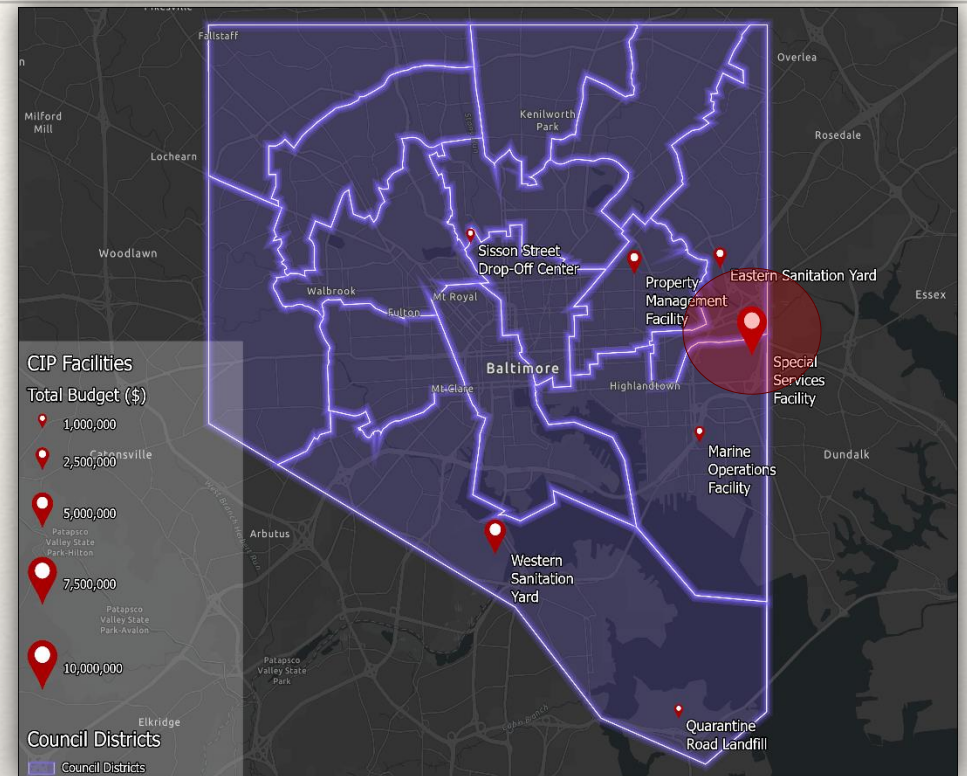 Fallstaff
Overlea
Milford
Mill
Kenilworth
Park
Rosedale
Lochearn
Woodlawn
Sisson Street
Drop-Off Center
Eastern Sanitation Yard
Property
Management
Facility
Essex
Walbrook
Mt Royal
Fulton
CIP Facilities
Total Budget ($)
1,000,000
2,500,000
5,000,000
7,500,000
10,000,000
Council Districts
Council Districts
Baltimore
Special
Services
Facility
Mt Clare
Highlandtown
Catonsville
Marine
Operations
Facility
Dundalk
Arbutus
Patapsco
Valley State
Park-Hilton
Western
Sanitation
Yard
Patapsco
Valley State
Park-Avalon
Patapsco
Valley State
Park
Elkridge
Quarantine
Road Landfill